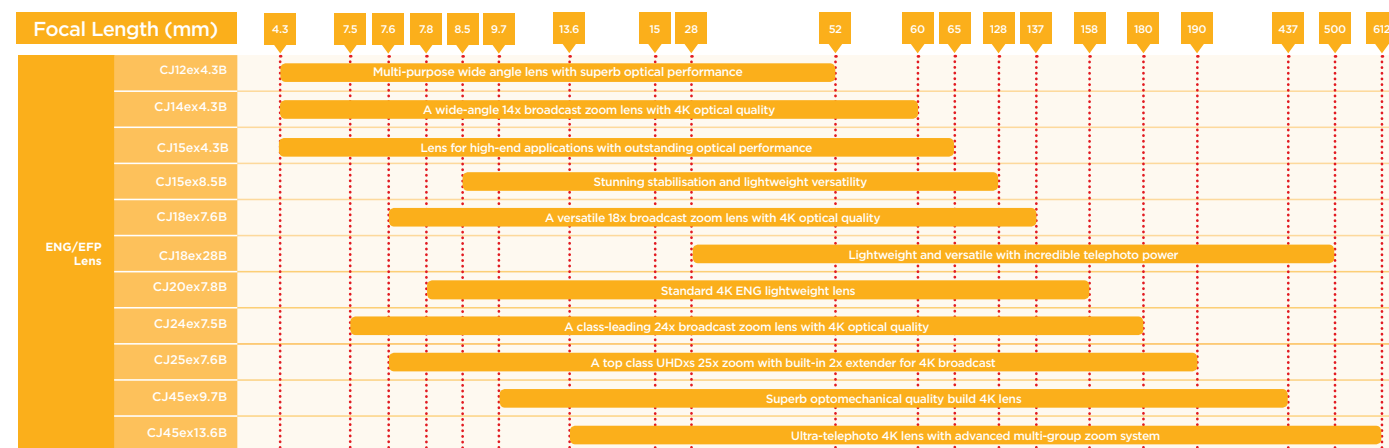 Focal Length (mm) 4.3 7.5 7.6 7.8 8.5 9.7 13.6 15 28 52 60 65 128 137 158 180 190 437 500 612
ENG/EFP
Lens
CJ12ex4.3B Multi-purpose wide angle lens with superb optical performance
CJ14ex4.3B A wide-angle 14x broadcast zoom lens with 4K optical quality
CJ15ex4.3B Lens for high-end applications with outstanding optical performance
CJ15ex8.5B Stunning stabilisation and lightweight versatility
CJ18ex7.6B A versatile 18x broadcast zoom lens with 4K optical quality
CJ18ex28B Lightweight and versatile with incredible telephoto power
CJ20ex7.8B Standard 4K ENG lightweight lens
CJ24ex7.5B A class-leading 24x broadcast zoom lens with 4K optical quality
CJ25ex7.6B A top class UHDxs 25x zoom with built-in 2x extender for 4K broadcast
CJ45ex9.7B Superb optomechanical quality build 4K lens
CJ45ex13.6B Ultra-telephoto 4K lens with advanced multi-group zoom system